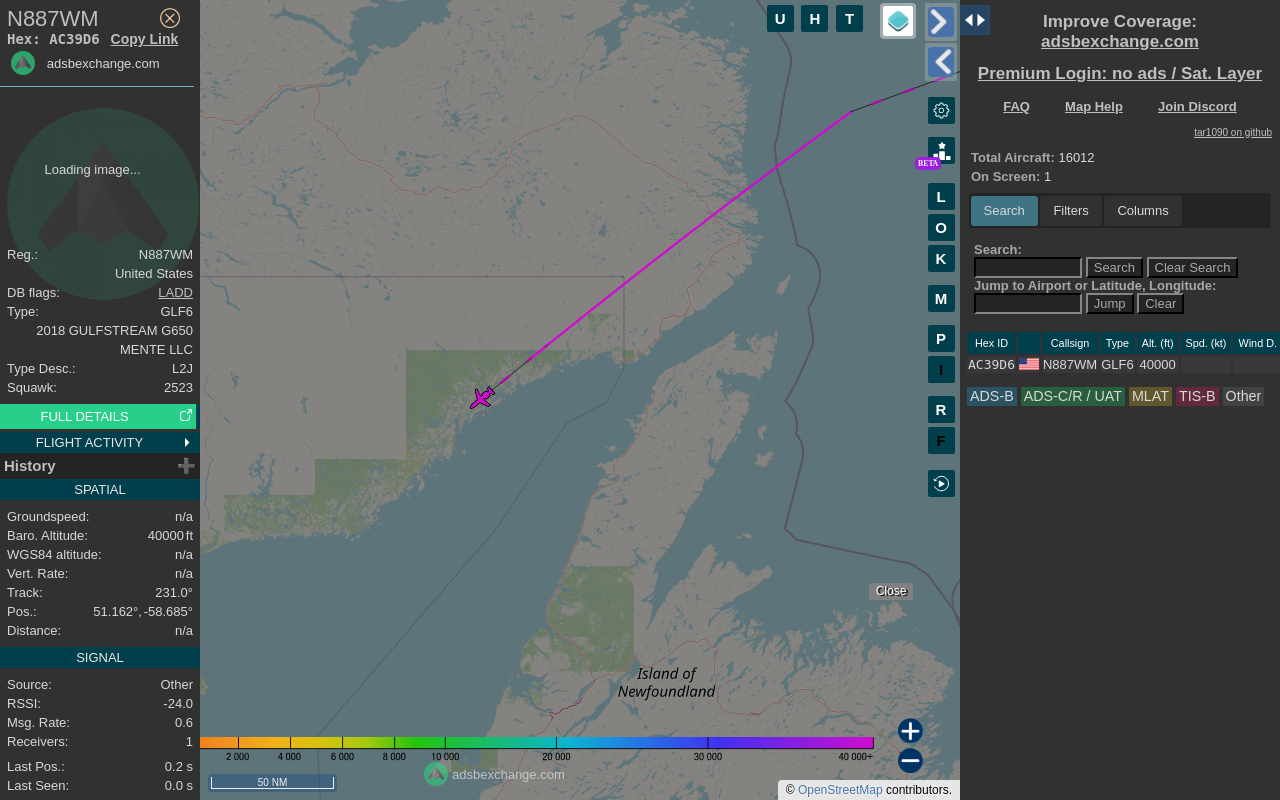 N887WM
Hex: AC39D6 Copy Link
adsbexchange.com
Loading image...
Reg.: N887WM
United States
DB flags: LADD
Type: GLF6
2018 GULFSTREAM G650
MENTE LLC
Type Desc.: L2J
Squawk: 2523
FULL DETAILS
FLIGHT ACTIVITY
History
SPATIAL
Groundspeed: n/a
Baro. Altitude: 40000 ft
WGS84 altitude: n/a
Vert. Rate: n/a
Track: 231.0°
Pos.: 51.162°, -58.685°
Distance: n/a
SIGNAL
Source: Other
RSSI: -24.0
Msg. Rate: 0.6
Receivers: 1
Last Pos.: 0.2 s
Last Seen: 0.0 s
U H T
BETA
L
O
K
M
P
I
R
F
Close
Island of
Newfoundland
2 000 4 000 6 000 8 000 10 000 20 000 30 000 40 000+
adsbexchange.com
50 NM
© OpenStreetMap contributors.
Improve Coverage:
adsbexchange.com
Premium Login: no ads / Sat. Layer
FAQ Map Help Join Discord
tar1090 on github
Total Aircraft: 16012
On Screen: 1
Search Filters Columns
Search:
Search Clear Search
Jump to Airport or Latitude, Longitude:
Jump Clear
Hex ID Callsign Type Alt. (ft) Spd. (kt) Wind D.
AC39D6 N887WM GLF6 40000
ADS-B ADS-C/R / UAT MLAT TIS-B Other